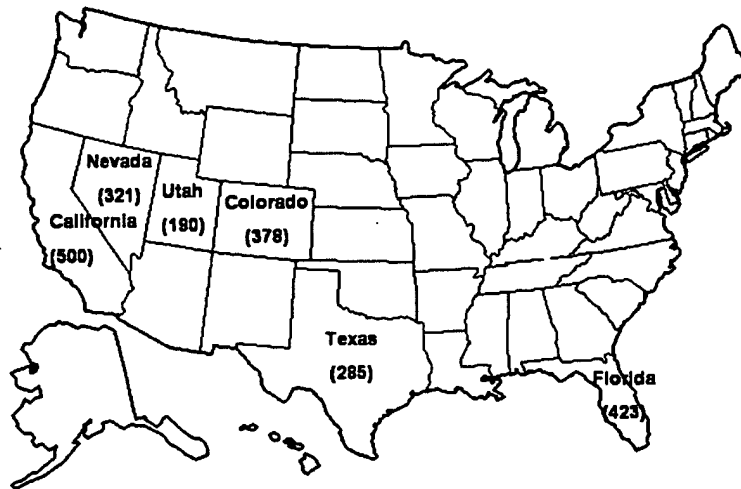 Nevada
(321)
Utah
(190)
Colorado
(378)
California
(500)
Texas
(285)
Florida
(423)